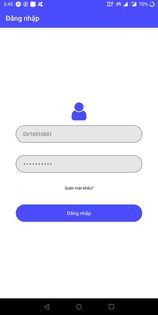 3:45
70%
Đăng nhập
DV16510601
••••••••••
Quên mật khẩu?
Đăng nhập